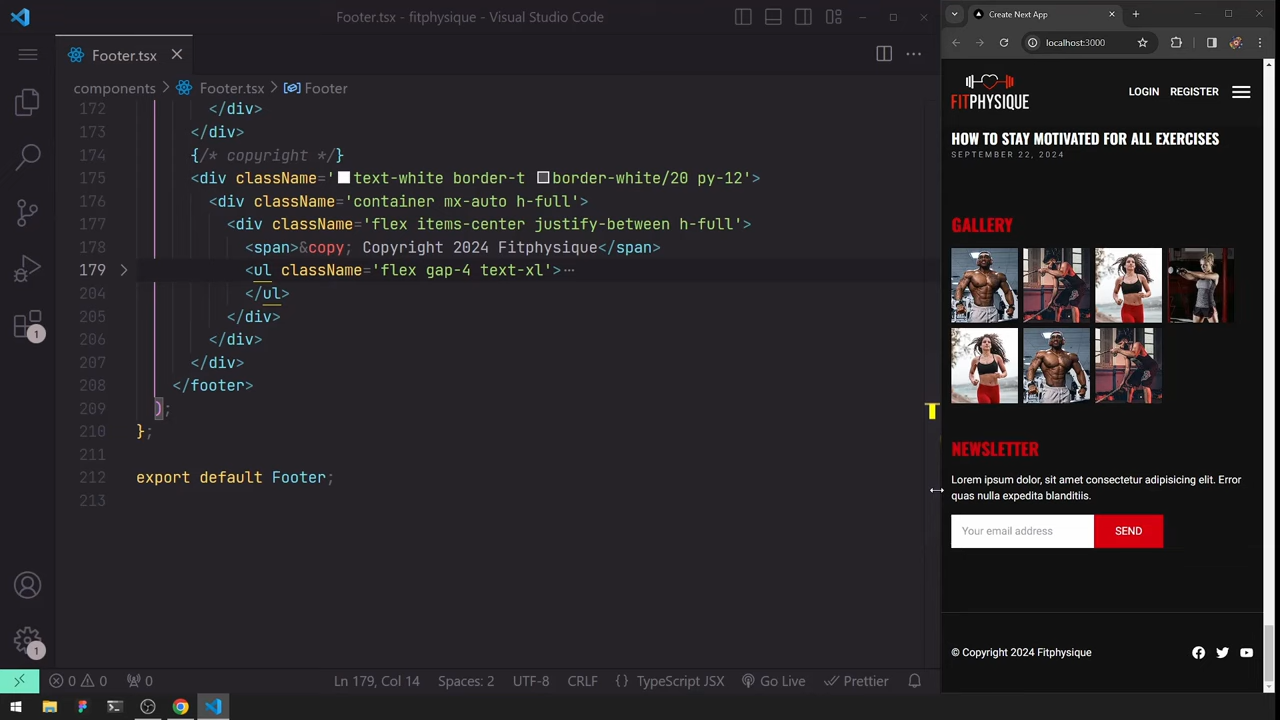 Footer.tsx - fitphysique - Visual Studio Code
Footer.tsx
components > Footer.tsx > Footer
172 </div>
173 </div>
174 {/* copyright */}
175 <div className='text-white border-t border-white/20 py-12'>
176 <div className='container mx-auto h-full'>
177 <div className='flex items-center justify-between h-full'>
178 <span>&copy; Copyright 2024 Fitphysique</span>
179 <ul className='flex gap-4 text-xl'>⋯
204 </ul>
205 </div>
206 </div>
207 </div>
208 </footer>
209 );
210 };
211
212 export default Footer;
213
1
1
0 0 0
Ln 179, Col 14
Spaces: 2
UTF-8
CRLF
{} TypeScript JSX
Go Live
Prettier
Create Next App
localhost:3000
FITPHYSIQUE
LOGIN REGISTER
HOW TO STAY MOTIVATED FOR ALL EXERCISES
SEPTEMBER 22, 2024
GALLERY
NEWSLETTER
Lorem ipsum dolor, sit amet consectetur adipisicing elit. Error
quas nulla expedita blanditiis.
Your email address
SEND
© Copyright 2024 Fitphysique